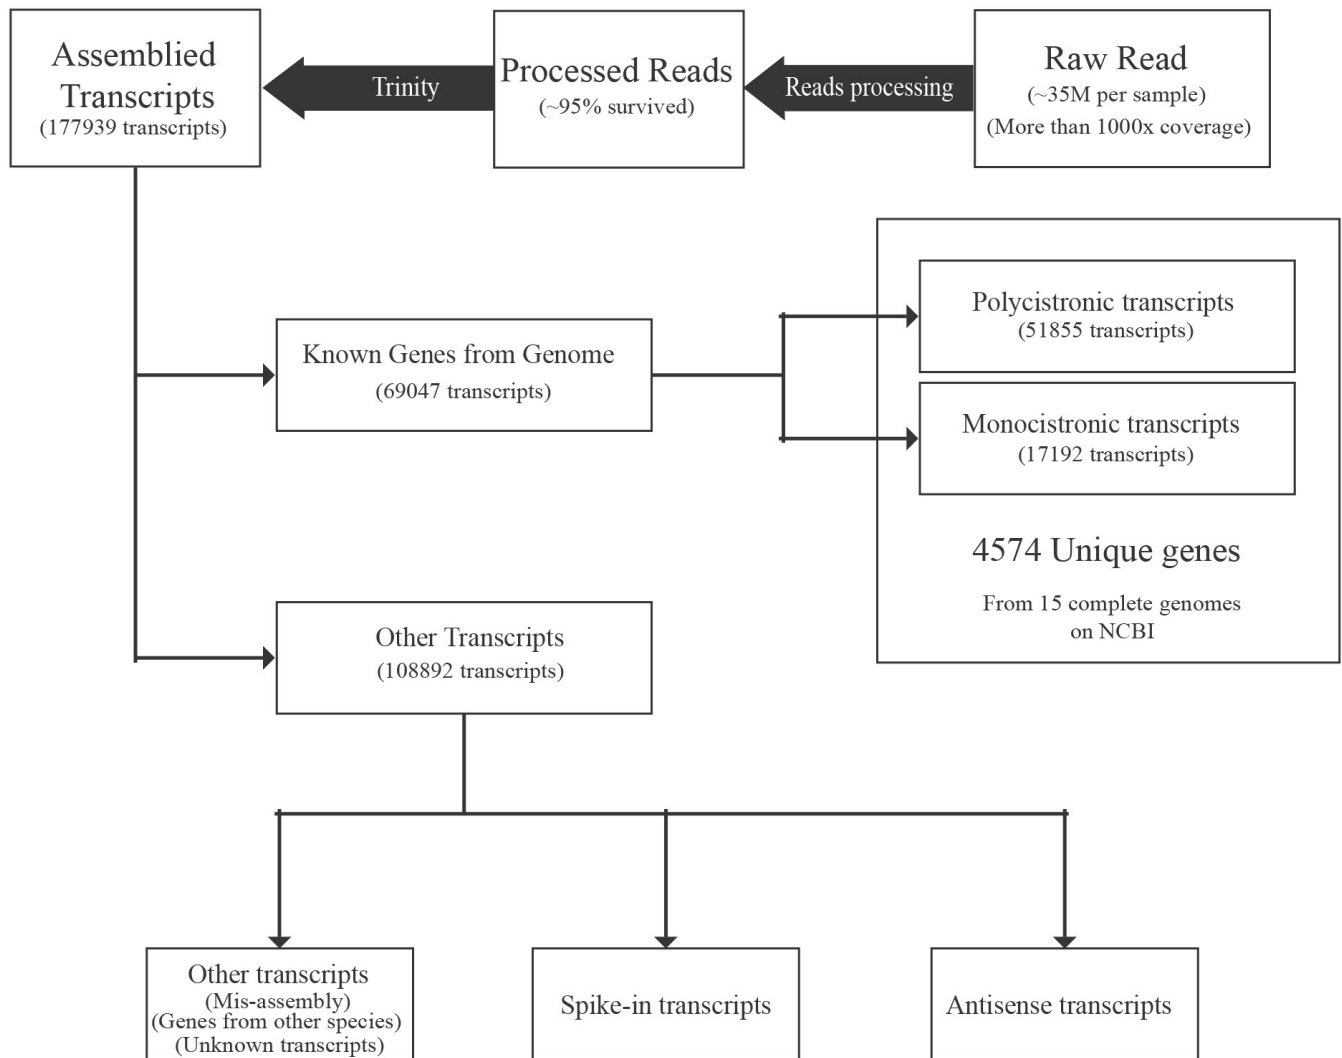 Assemblied
Transcripts
(177939 transcripts)
Trinity
Processed Reads
(~95% survived)
Reads processing
Raw Read
(~35M per sample)
(More than 1000x coverage)
Known Genes from Genome
(69047 transcripts)
Polycistronic transcripts
(51855 transcripts)
Monocistronic transcripts
(17192 transcripts)
4574 Unique genes
From 15 complete genomes
on NCBI
Other Transcripts
(108892 transcripts)
Other transcripts
(Mis-assembly)
(Genes from other species)
(Unknown transcripts)
Spike-in transcripts
Antisense transcripts